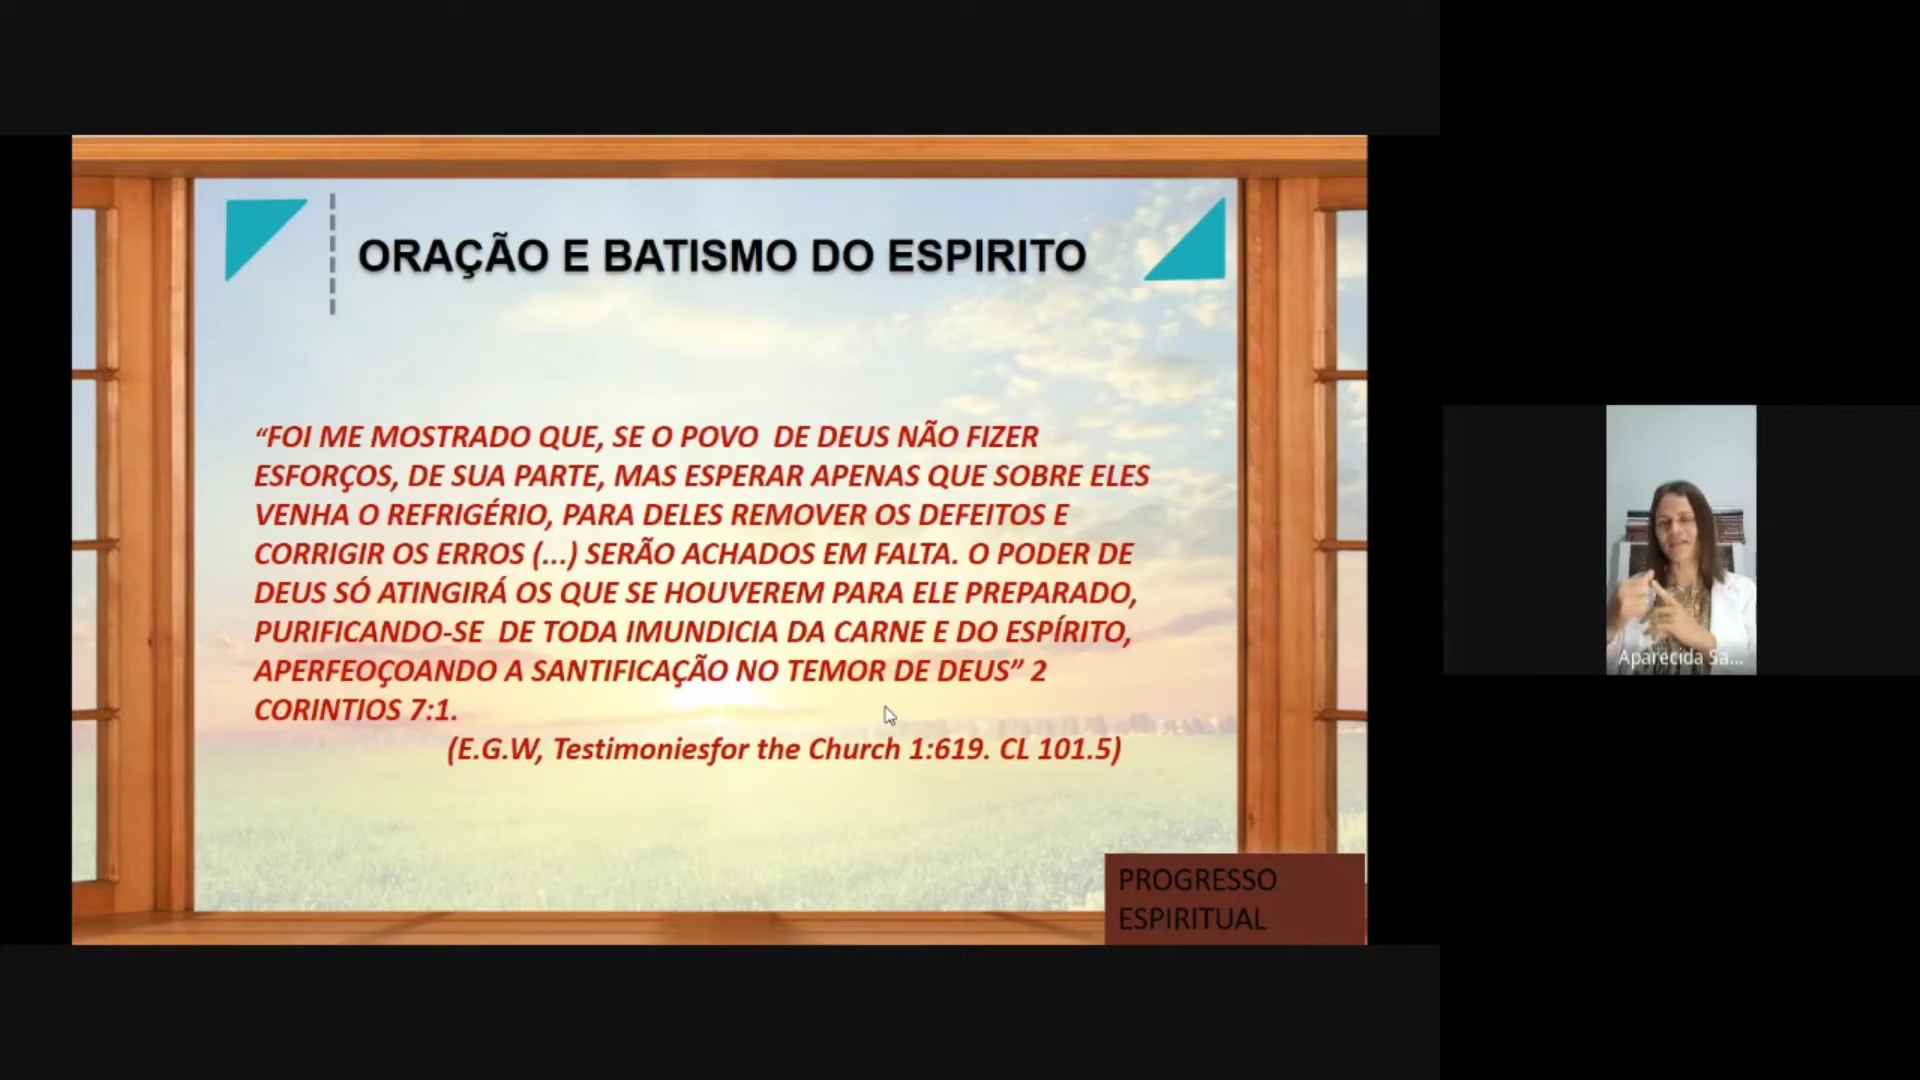 ORAÇÃO E BATISMO DO ESPIRITO
“FOI ME MOSTRADO QUE, SE O POVO DE DEUS NÃO FIZER
ESFORÇOS, DE SUA PARTE, MAS ESPERAR APENAS QUE SOBRE ELES
VENHA O REFRIGÉRIO, PARA DELES REMOVER OS DEFEITOS E
CORRIGIR OS ERROS (...) SERÃO ACHADOS EM FALTA. O PODER DE
DEUS SÓ ATINGIRÁ OS QUE SE HOUVEREM PARA ELE PREPARADO,
PURIFICANDO-SE DE TODA IMUNDICIA DA CARNE E DO ESPÍRITO,
APERFEOÇOANDO A SANTIFICAÇÃO NO TEMOR DE DEUS” 2
CORINTIOS 7:1.
(E.G.W, Testimoniesfor the Church 1:619. CL 101.5)
PROGRESSO
ESPIRITUAL
Aparecida Sa...